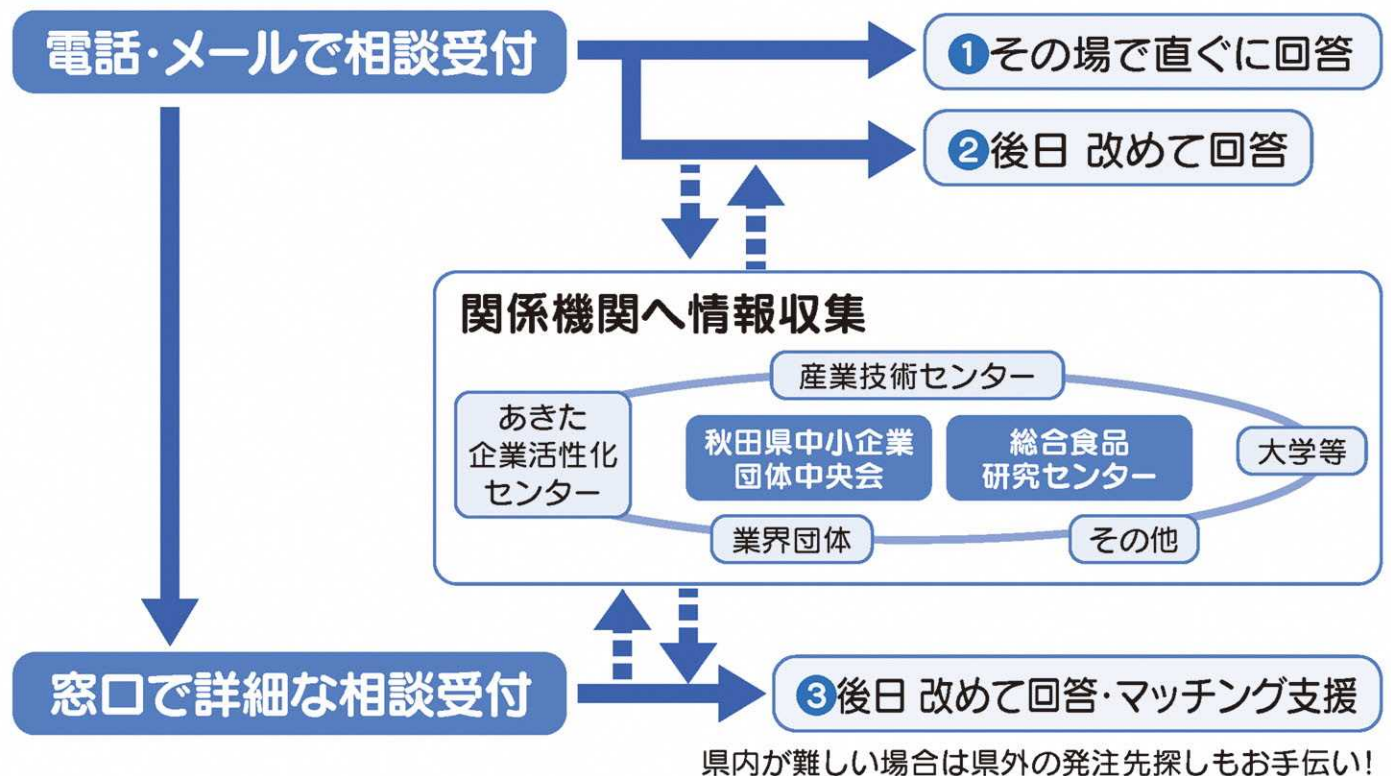 電話・メールで相談受付
❶その場で直ぐに回答
❷後日 改めて回答
関係機関へ情報収集
産業技術センター
あきた
企業活性化
センター
秋田県中小企業
団体中央会
総合食品
研究センター
大学等
業界団体
その他
窓口で詳細な相談受付
❸後日 改めて回答・マッチング支援
県内が難しい場合は県外の発注先探しもお手伝い!